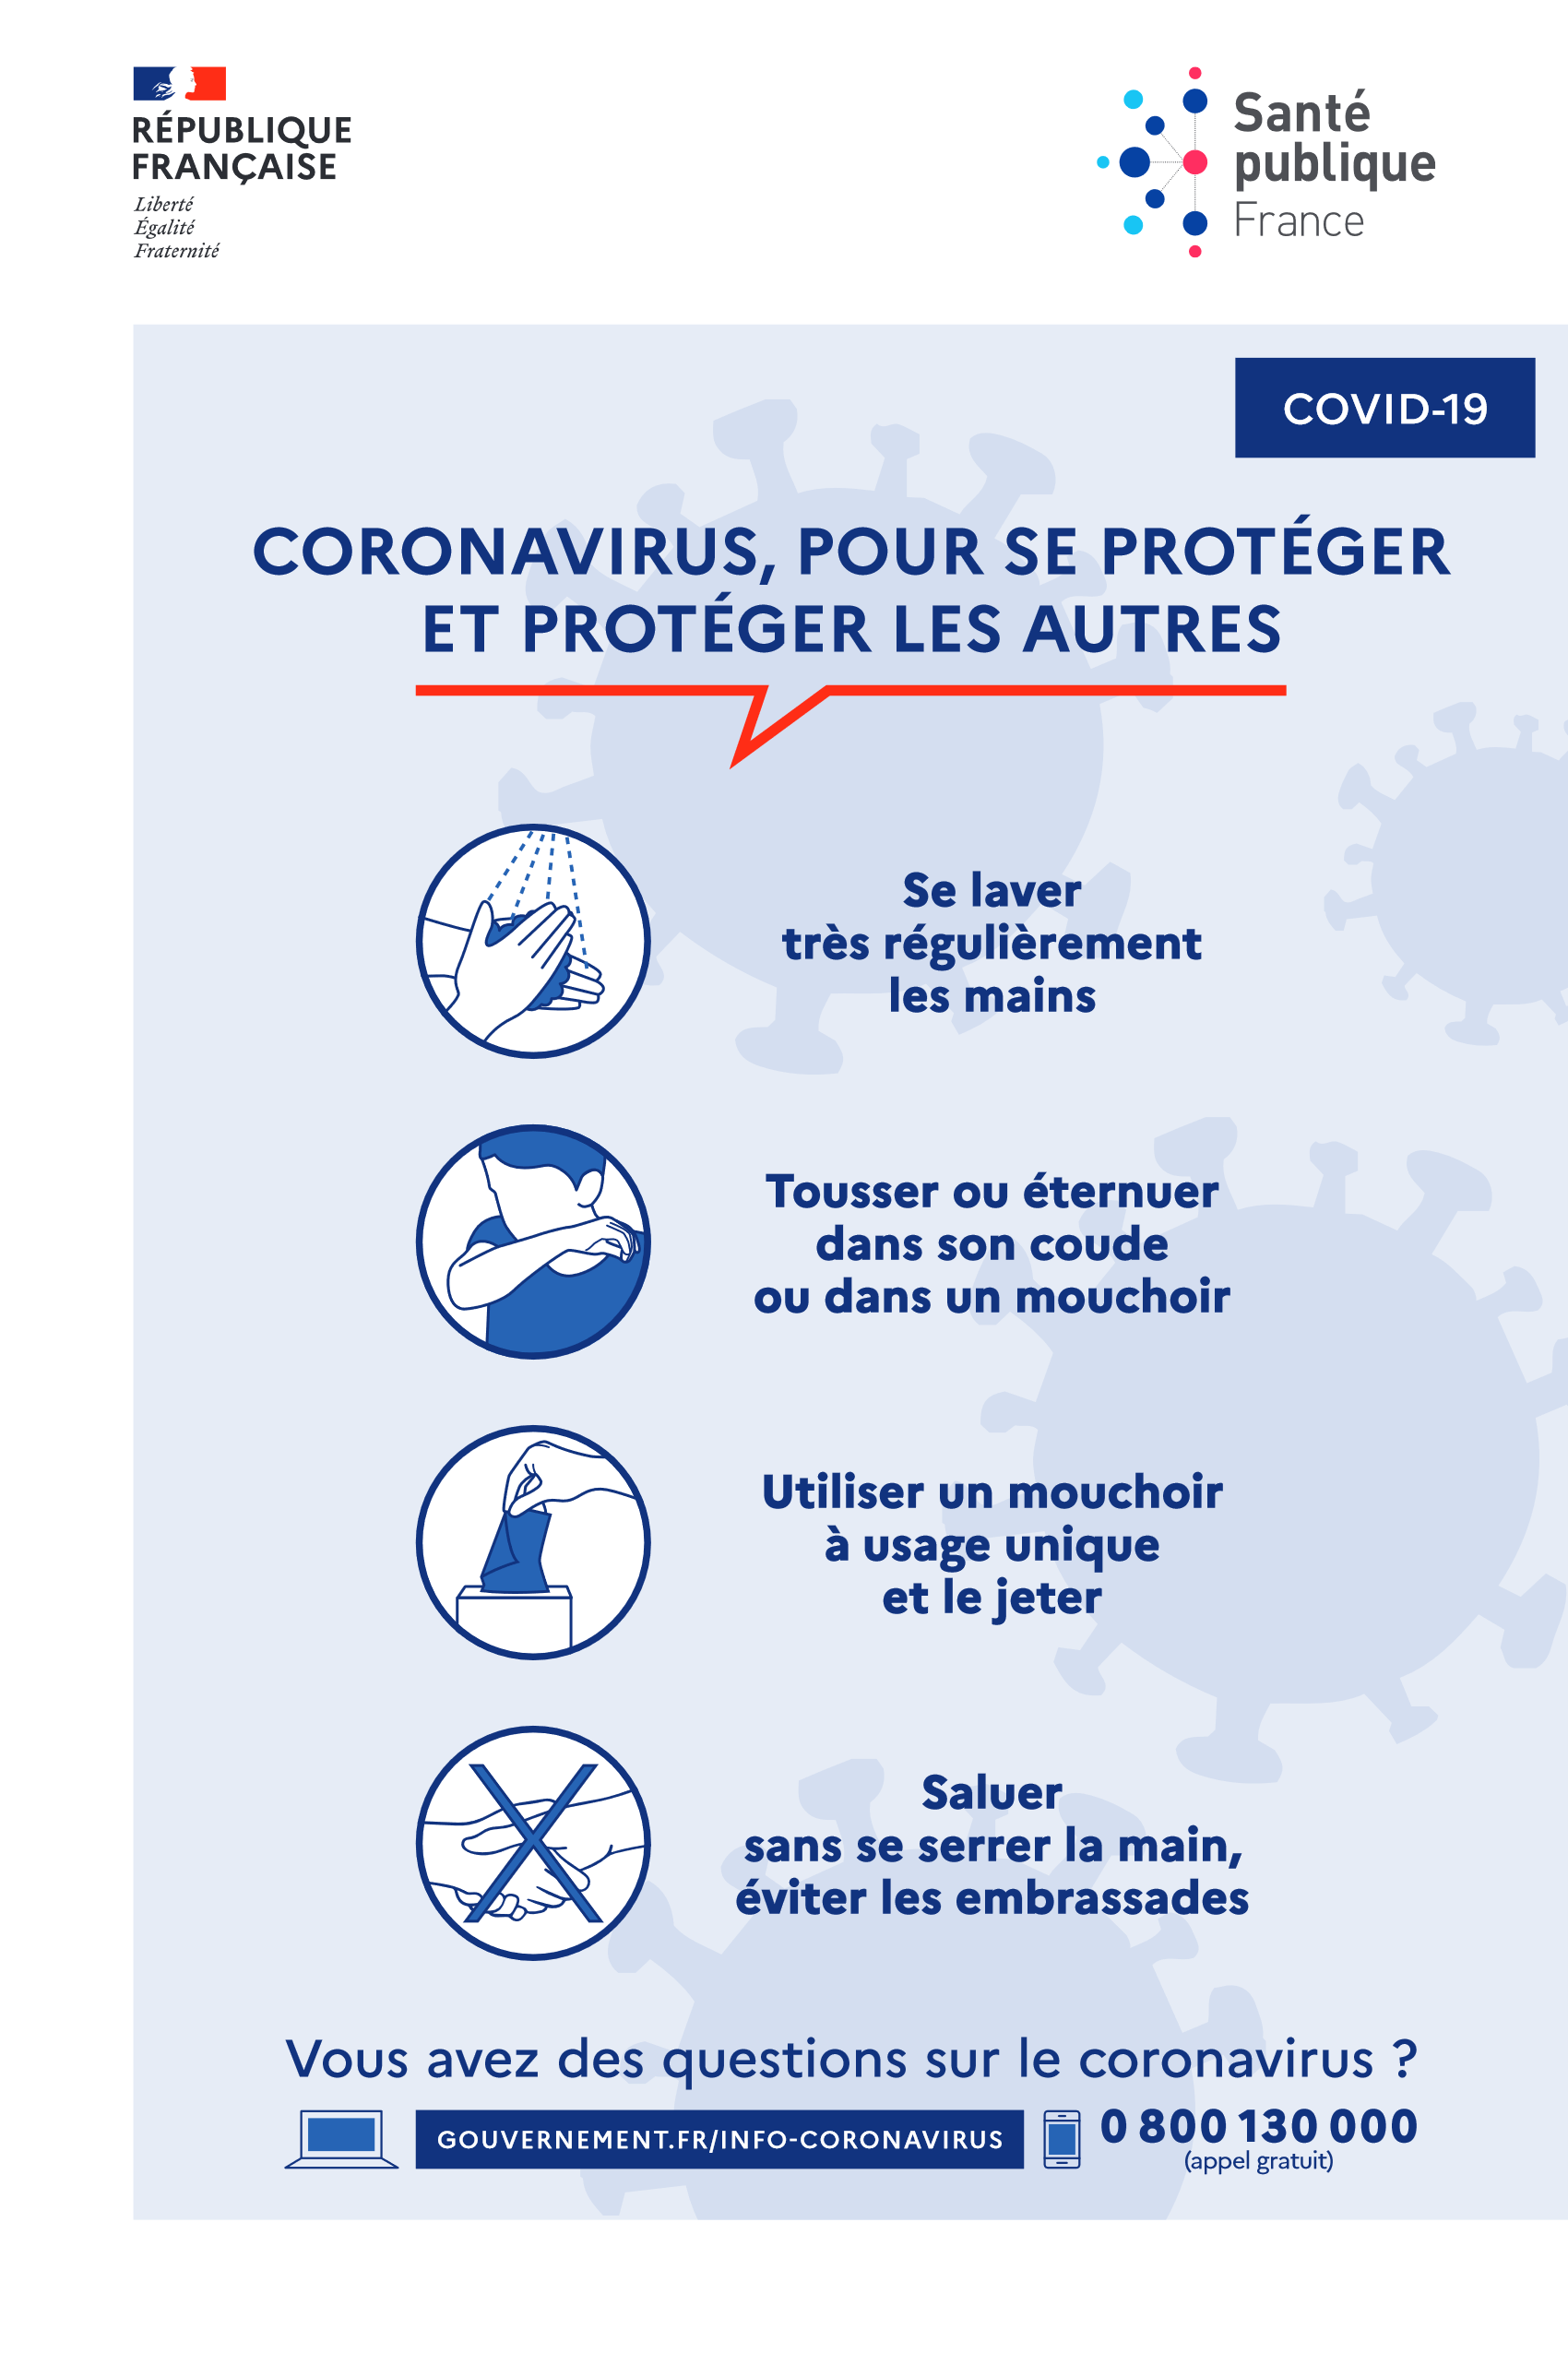 RÉPUBLIQUE
FRANÇAISE
Liberté
Égalité
Fraternité
Santé
publique
France
COVID-19
CORONAVIRUS, POUR SE PROTÉGER
ET PROTÉGER LES AUTRES
Se laver
très régulièrement
les mains
Tousser ou éternuer
dans son coude
ou dans un mouchoir
Utiliser un mouchoir
à usage unique
et le jeter
Saluer
sans se serrer la main,
éviter les embrassades
Vous avez des questions sur le coronavirus ?
GOUVERNEMENT.FR/INFO-CORONAVIRUS
0 800 130 000
(appel gratuit)